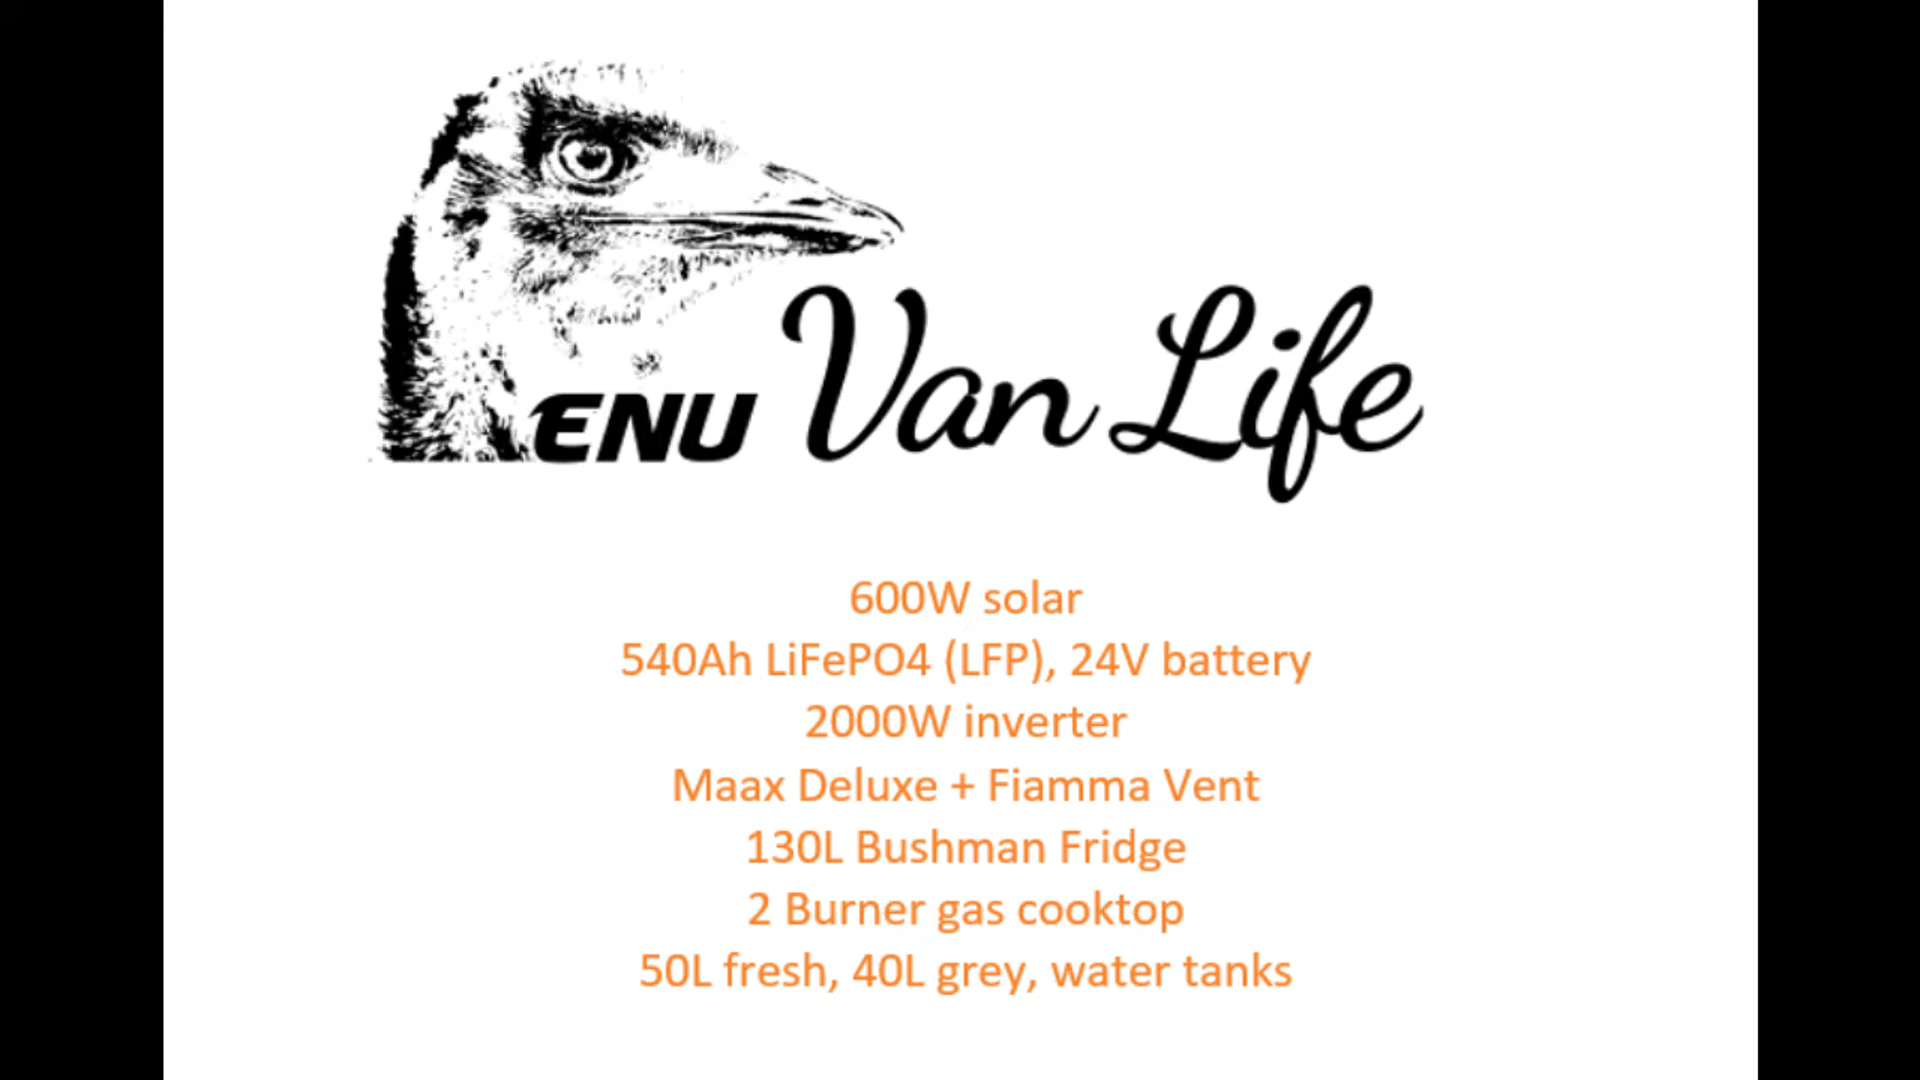 ENU Van Life
600W solar
540Ah LiFePO4 (LFP), 24V battery
2000W inverter
Maax Deluxe + Fiamma Vent
130L Bushman Fridge
2 Burner gas cooktop
50L fresh, 40L grey, water tanks